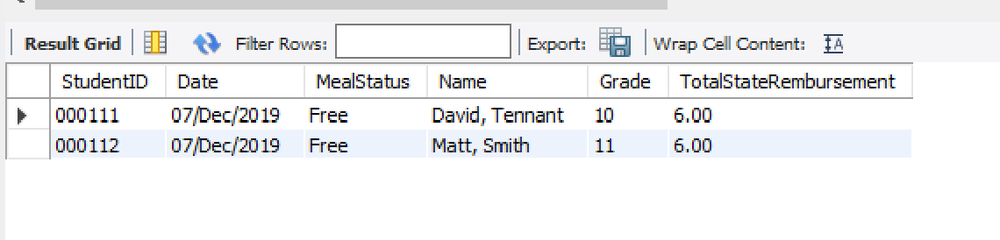 Result Grid Filter Rows: Export: Wrap Cell Content: A
StudentID Date MealStatus Name Grade TotalStateRembursement
000111 07/Dec/2019 Free David, Tennant 10 6.00
000112 07/Dec/2019 Free Matt, Smith 11 6.00